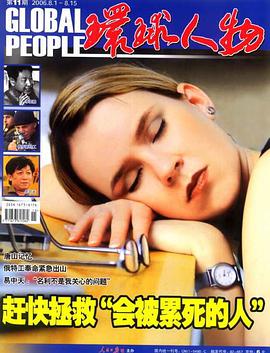 第11期 2006.8.1-8.15
GLOBAL
PEOPLE
環球人物
唐山记忆
俄特工奉命紧急出山
易中天：“名利不是我关心的问题”
赶快拯救“会被累死的人”
人民日报社 主办